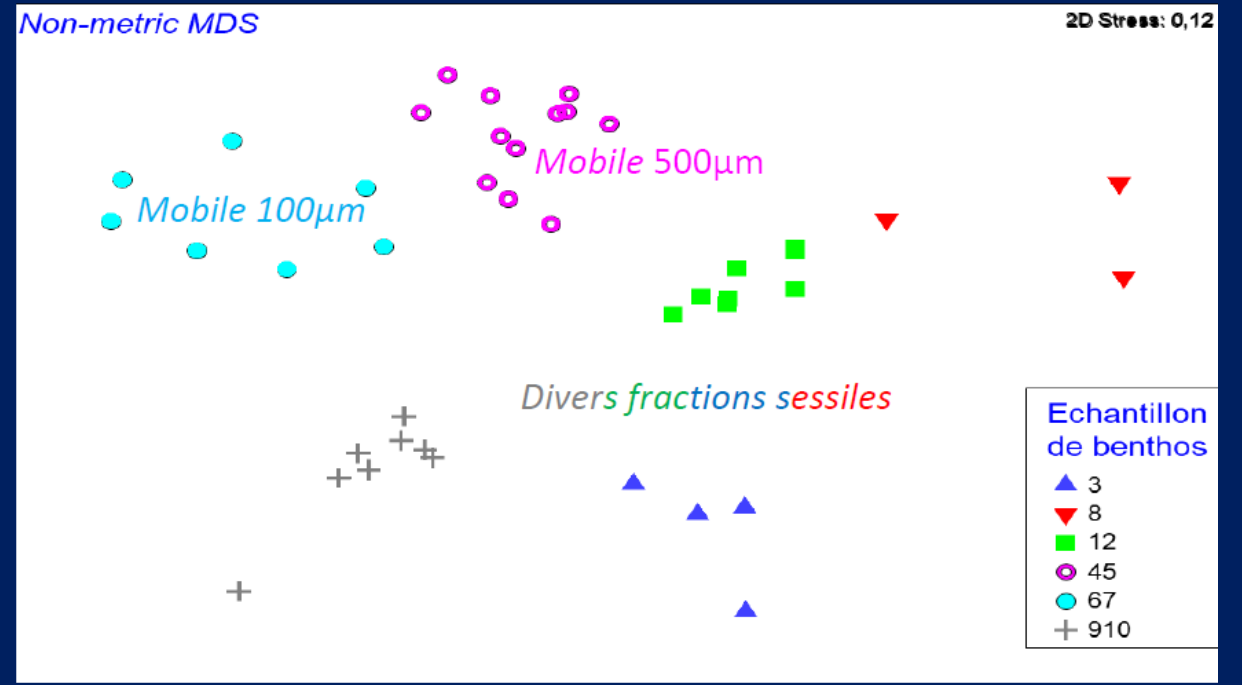 Non-metric MDS
2D Stress: 0,12
Mobile 500µm
Mobile 100µm
Divers fractions sessiles
Echantillon
de benthos
3
8
12
45
67
910